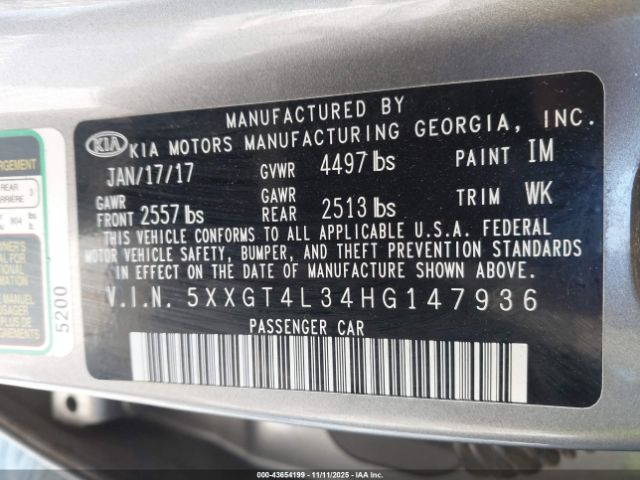 MANUFACTURED BY
KIA KIA MOTORS MANUFACTURING GEORGIA, INC.
JAN/17/17 GVWR 4497 lbs PAINT IM
GAWR FRONT 2557 lbs GAWR REAR 2513 lbs TRIM WK
THIS VEHICLE CONFORMS TO ALL APPLICABLE U.S.A. FEDERAL
MOTOR VEHICLE SAFETY, BUMPER, AND THEFT PREVENTION STANDARDS
IN EFFECT ON THE DATE OF MANUFACTURE SHOWN ABOVE.
V.I.N. 5XXGT4L34HG147936
PASSENGER CAR
REAR 3
5200
000-43654199 11/11/2025 IAA Inc.